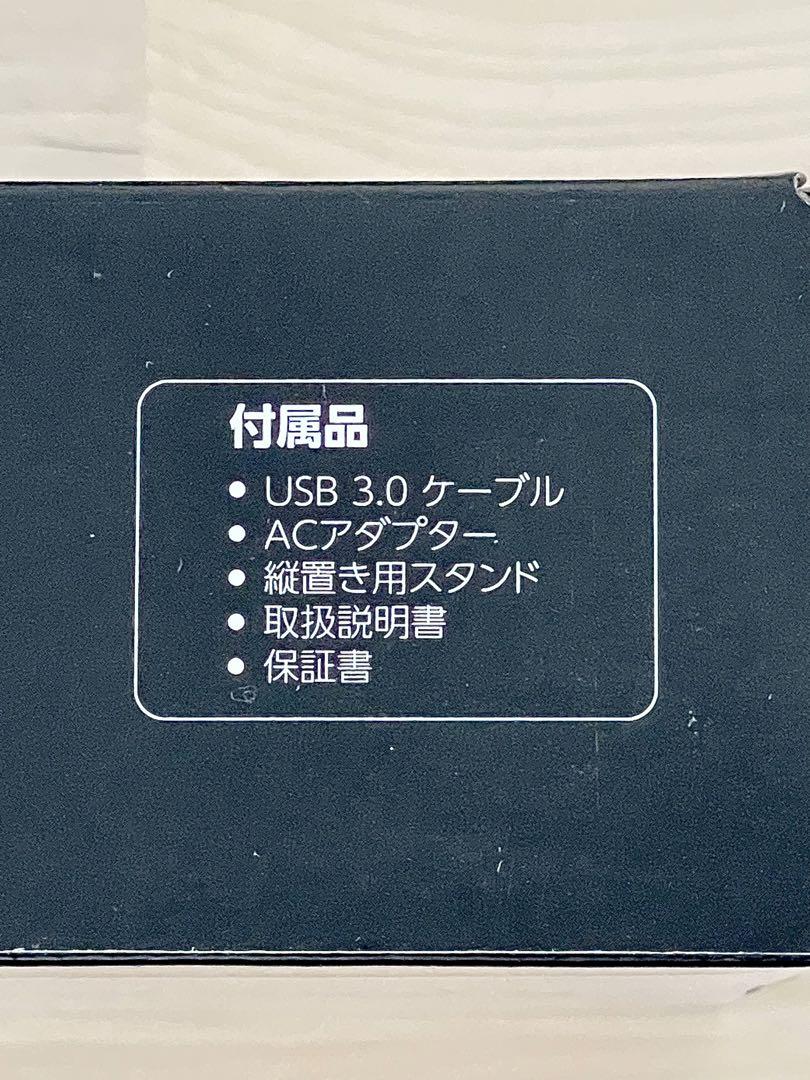 付属品
● USB 3.0 ケーブル
● ACアダプター
● 縦置き用スタンド
● 取扱説明書
● 保証書